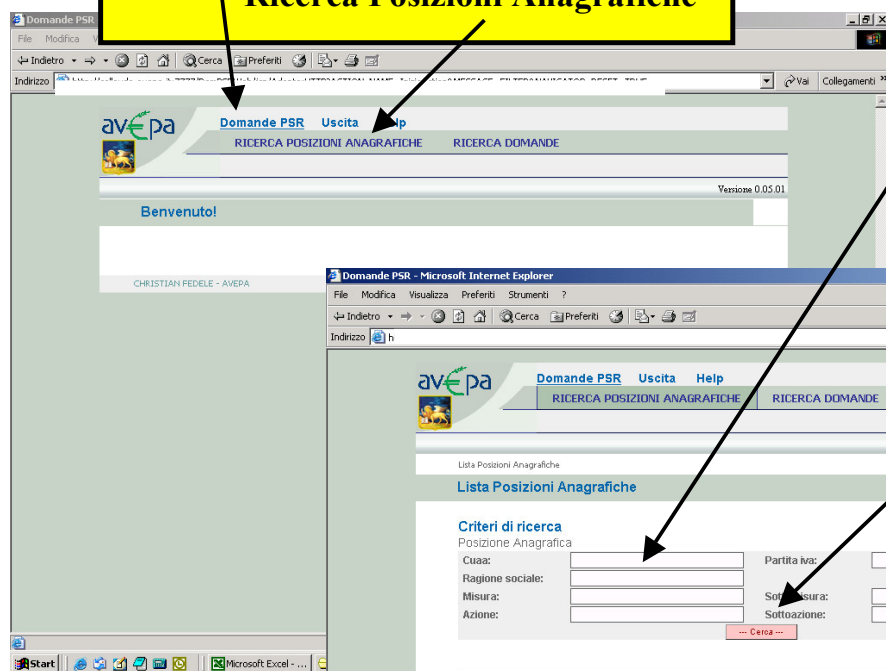 Ricerca Posizioni Anagrafiche
Domande PSR
File Modifica
Indietro Cerca Preferiti
Indirizzo Vai Collegamenti »
avepa
Domande PSR Uscita
RICERCA POSIZIONI ANAGRAFICHE RICERCA DOMANDE
Versione 0.05.01
Benvenuto!
CHRISTIAN FEDELE - AVEPA
Domande PSR - Microsoft Internet Explorer
File Modifica Visualizza Preferiti Strumenti ?
Indietro Cerca Preferiti
Indirizzo h
avepa
Domande PSR Uscita Help
RICERCA POSIZIONI ANAGRAFICHE RICERCA DOMANDE
Lista Posizioni Anagrafiche
Lista Posizioni Anagrafiche
Criteri di ricerca
Posizione Anagrafica
Cuaa: Partita iva:
Ragione sociale:
Misura: Sottomisura:
Azione: Sottoazione:
--- Cerca ---
Start Microsoft Excel - ...